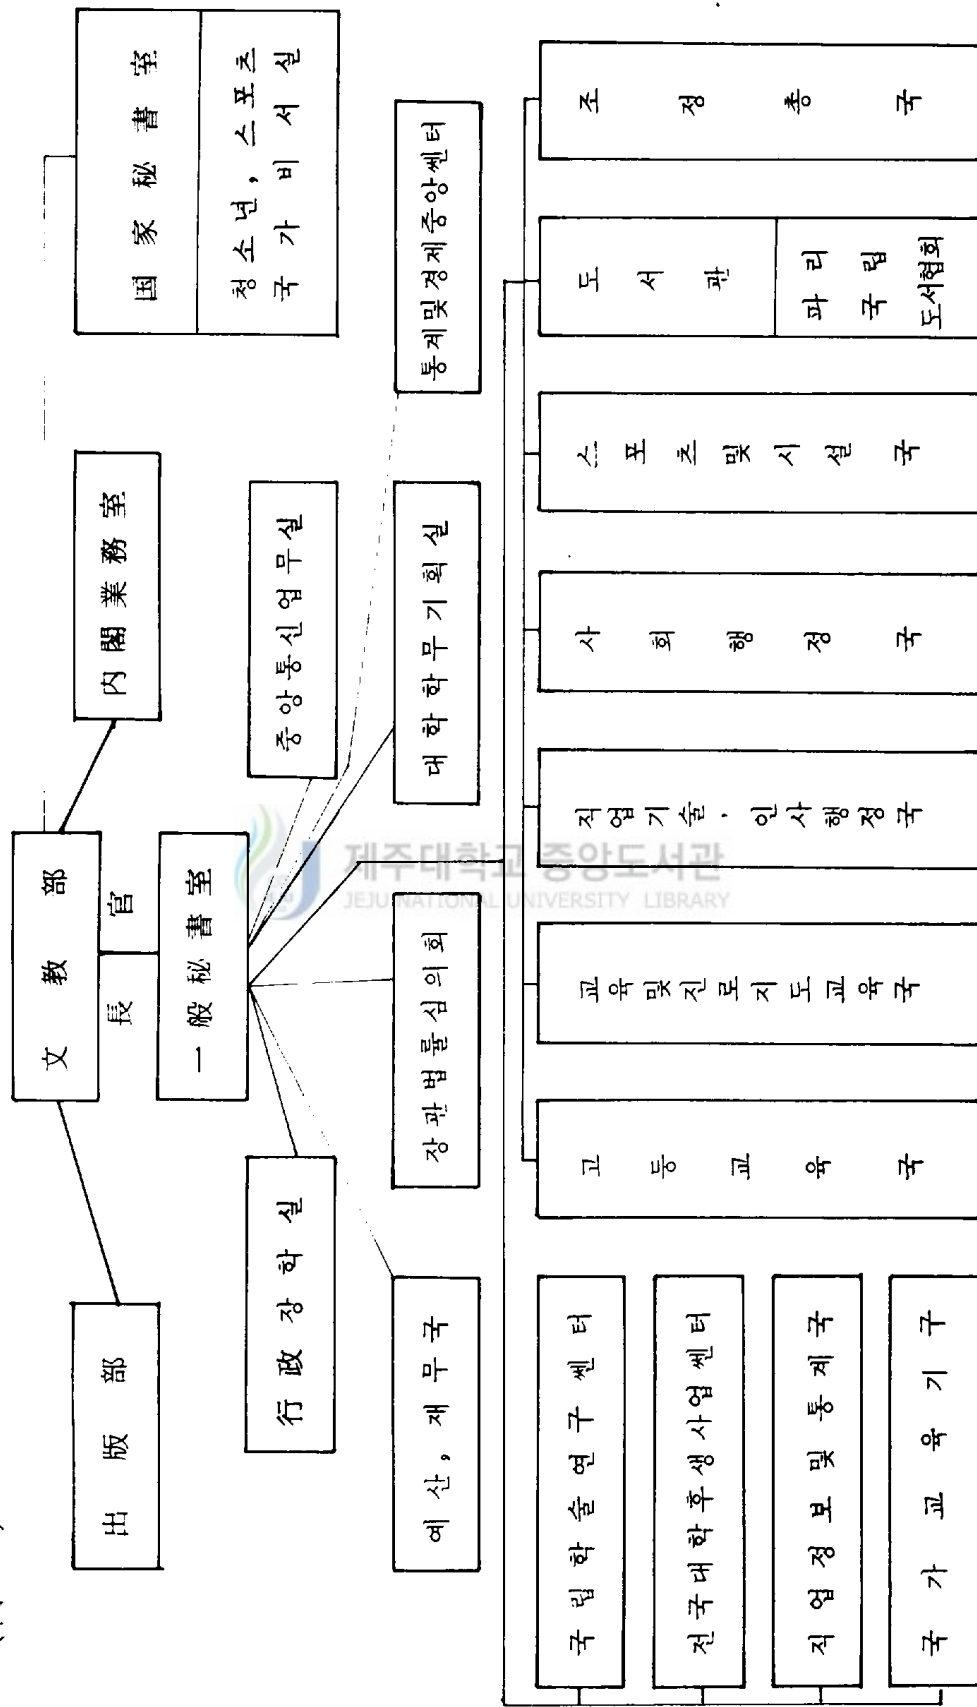 文教部
長官
出版部
内閣業務室
国家秘書室
청소년, 스포츠
국가비서실
一般秘書室
行政장학실
중앙통신업무실
예산, 재무국
장관법률심의회
대학학무기획실
통계및경제중앙쎈터
국립학술연구쎈터
전국대학후생사업쎈터
직업정보및통계국
국가교육기구
고등교육국
교육및진로지도교육국
직업기술·인사행정국
사회행정국
스포츠및시설국
도서관
파리
국립
도서협회
조정총국
제주대학교 중앙도서관
JEJU NATIONAL UNIVERSITY LIBRARY